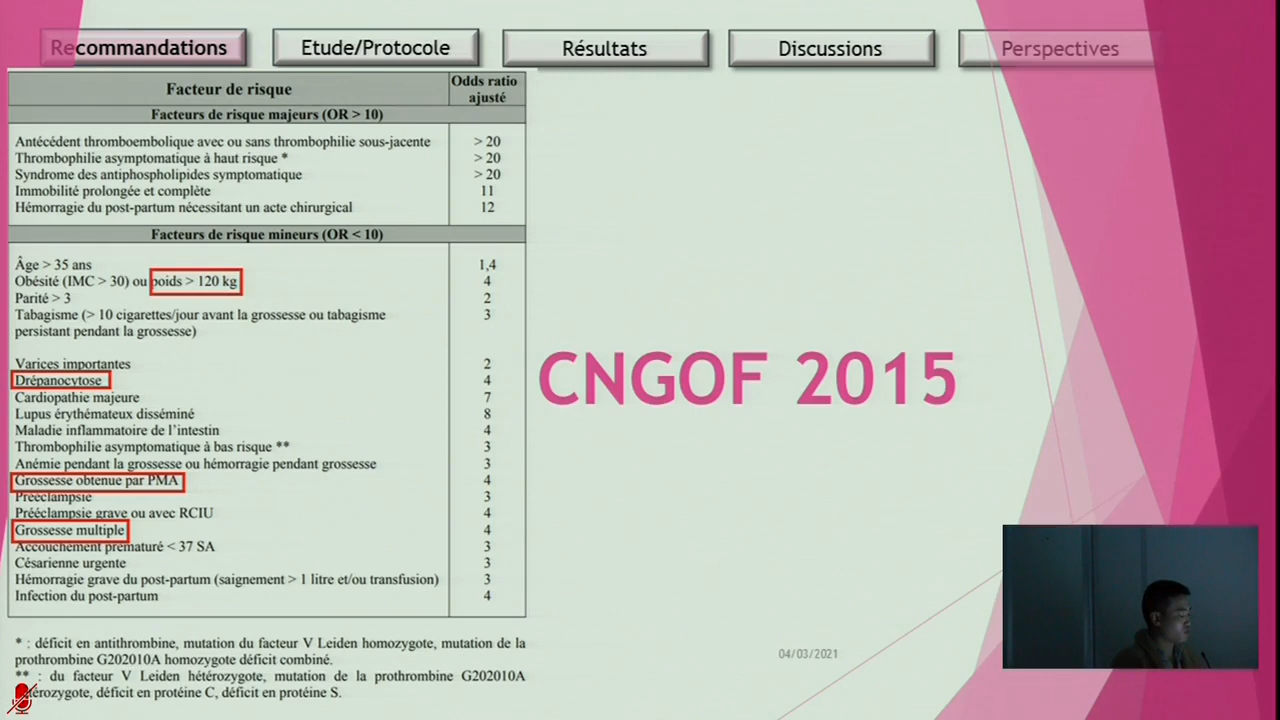 Recommandations
Etude/Protocole
Résultats
Discussions
Perspectives
Facteur de risque
Odds ratio
ajusté
Facteurs de risque majeurs (OR > 10)
Antécédent thromboembolique avec ou sans thrombophilie sous-jacente > 20
Thrombophilie asymptomatique à haut risque * > 20
Syndrome des antiphospholipides symptomatique > 20
Immobilité prolongée et complète 11
Hémorragie du post-partum nécessitant un acte chirurgical 12
Facteurs de risque mineurs (OR < 10)
Âge > 35 ans 1,4
Obésité (IMC > 30) ou poids > 120 kg 4
Parité > 3 2
Tabagisme (> 10 cigarettes/jour avant la grossesse ou tabagisme 3
persistant pendant la grossesse)
Varices importantes 2
Drépanocytose 4
Cardiopathie majeure 7
Lupus érythémateux disséminé 8
Maladie inflammatoire de l'intestin 4
Thrombophilie asymptomatique à bas risque ** 3
Anémie pendant la grossesse ou hémorragie pendant grossesse 3
Grossesse obtenue par PMA 4
Prééclampsie 3
Prééclampsie grave ou avec RCIU 4
Grossesse multiple 4
Accouchement prématuré < 37 SA 3
Césarienne urgente 3
Hémorragie grave du post-partum (saignement > 1 litre et/ou transfusion) 3
Infection du post-partum 4
* : déficit en antithrombine, mutation du facteur V Leiden homozygote, mutation de la
prothrombine G202010A homozygote déficit combiné.
** : du facteur V Leiden hétérozygote, mutation de la prothrombine G202010A
hétérozygote, déficit en protéine C, déficit en protéine S.
CNGOF 2015
04/03/2021